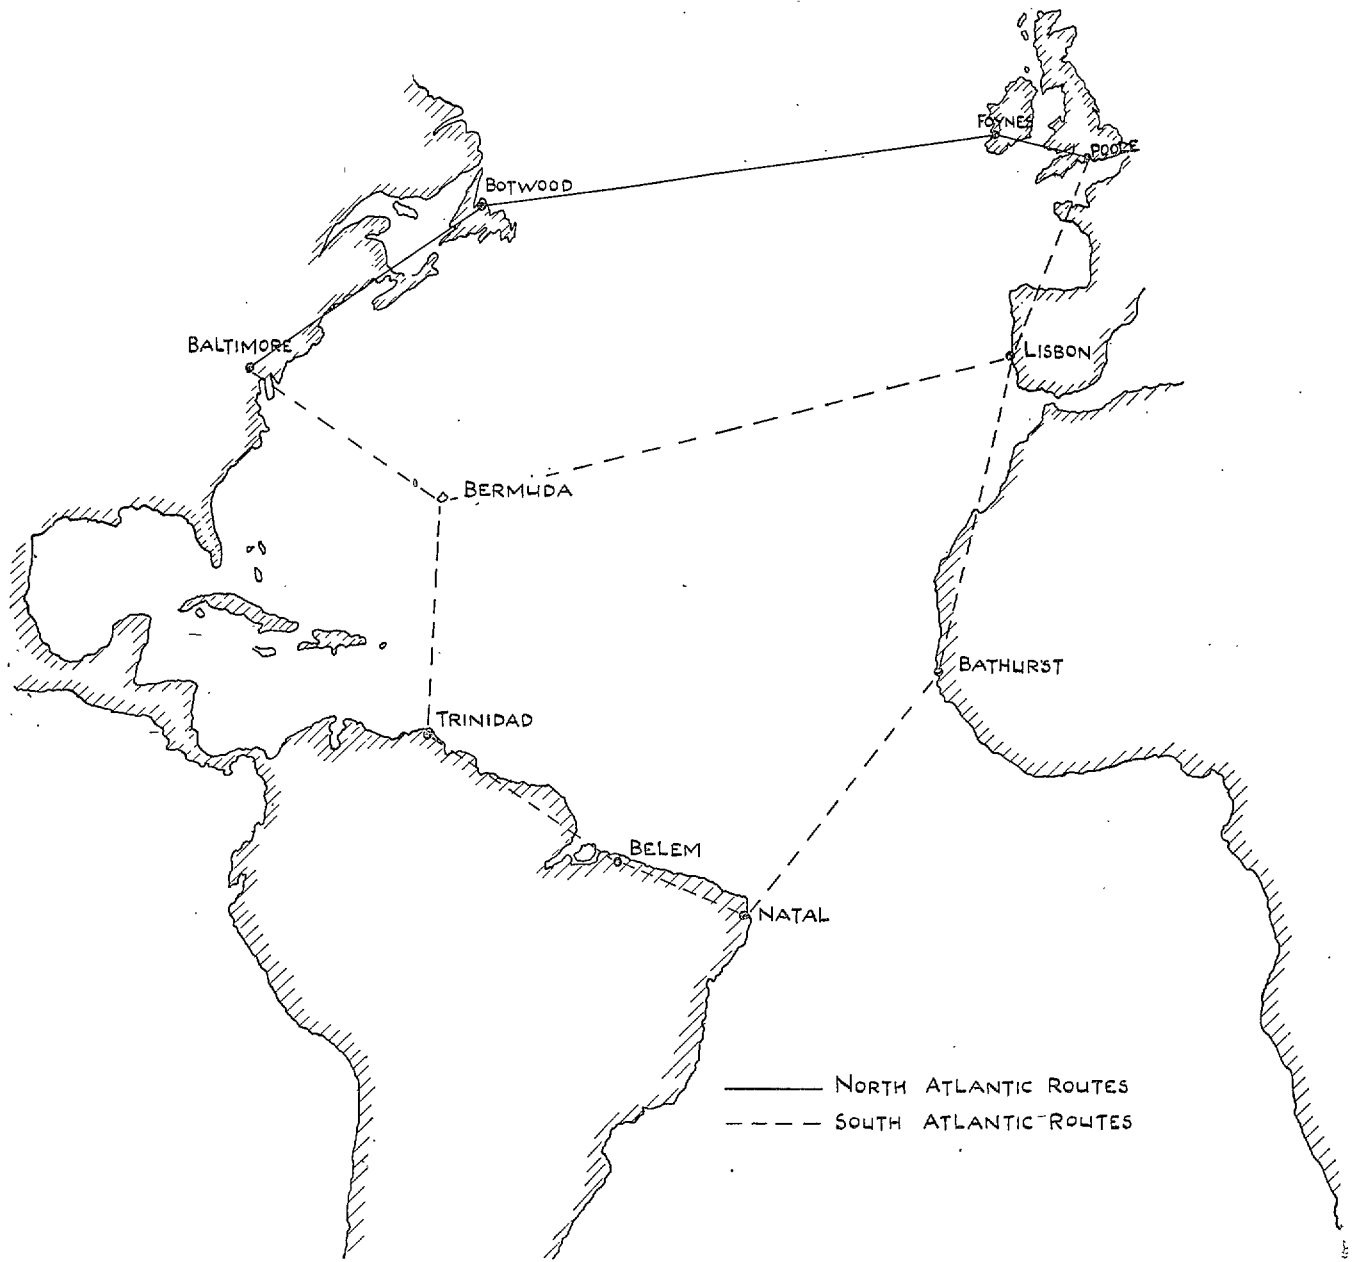 FOYNES
POOLE
BOTWOOD
BALTIMORE
LISBON
BERMUDA
BATHURST
TRINIDAD
BELEM
NATAL
NORTH ATLANTIC ROUTES
SOUTH ATLANTIC ROUTES